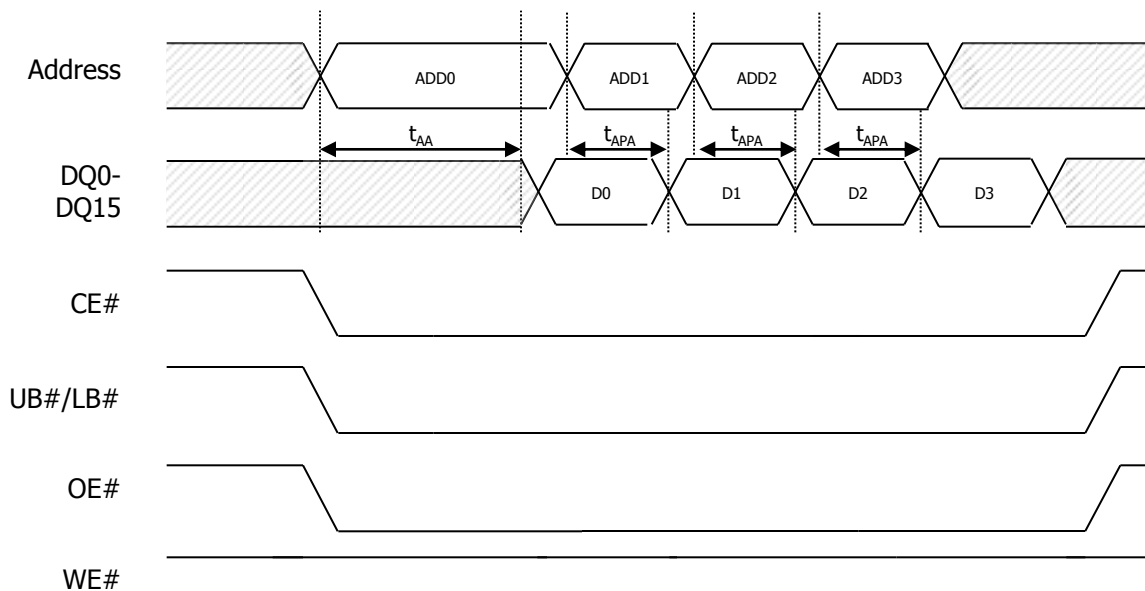 Address
ADD0
ADD1
ADD2
ADD3
tAA
tAPA
tAPA
tAPA
DQ0-
DQ15
D0
D1
D2
D3
CE#
UB#/LB#
OE#
WE#